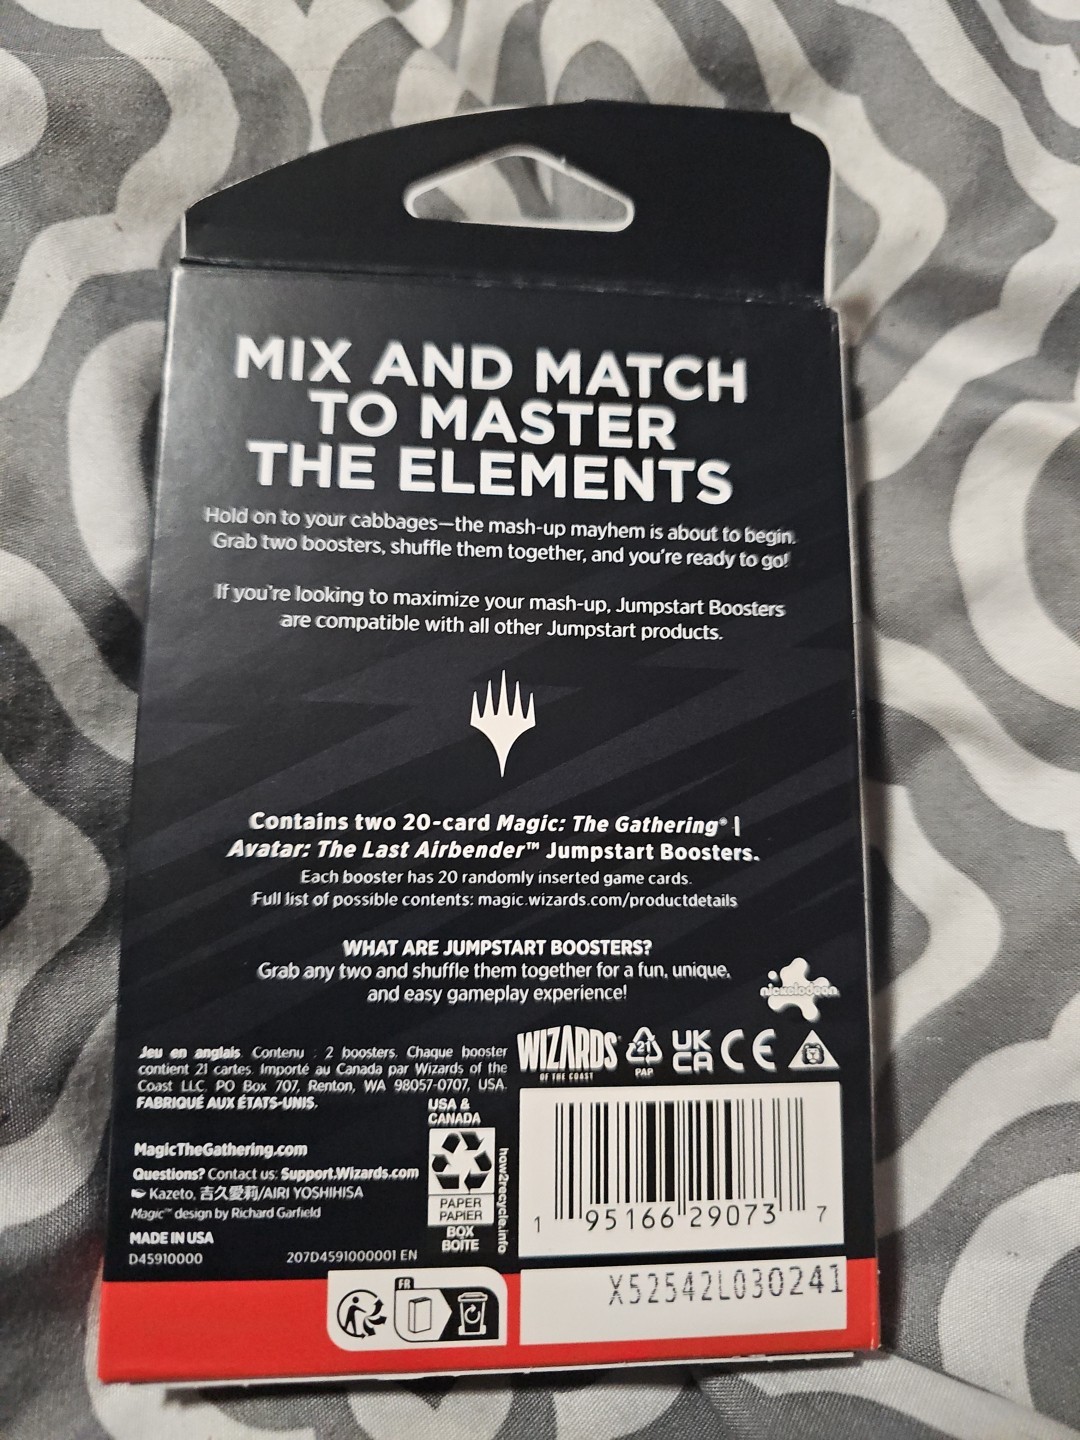 MIX AND MATCH
TO MASTER
THE ELEMENTS
Hold on to your cabbages—the mash-up mayhem is about to begin.
Grab two boosters, shuffle them together, and you're ready to go!
If you're looking to maximize your mash-up, Jumpstart Boosters
are compatible with all other Jumpstart products.
Contains two 20-card Magic: The Gathering® |
Avatar: The Last Airbender™ Jumpstart Boosters.
Each booster has 20 randomly inserted game cards.
Full list of possible contents: magic.wizards.com/productdetails
WHAT ARE JUMPSTART BOOSTERS?
Grab any two and shuffle them together for a fun, unique,
and easy gameplay experience!
nickelodeon
Jeu en anglais. Contenu : 2 boosters. Chaque booster
contient 21 cartes. Importé au Canada par Wizards of the
Coast LLC, PO Box 707, Renton, WA 98057-0707, USA.
FABRIQUÉ AUX ÉTATS-UNIS.
WIZARDS
OF THE COAST
21
PAP
UK
CA
CE
MagicTheGathering.com
Questions? Contact us: Support.Wizards.com
Kazeto, 吉久愛莉/AIRI YOSHIHISA
Magic™ design by Richard Garfield
MADE IN USA
D45910000
207D4591000001 EN
USA &
CANADA
PAPER
PAPIER
BOX
BOÎTE
how2recycle.info
1 95166 29073 7
FR
X52542L030241